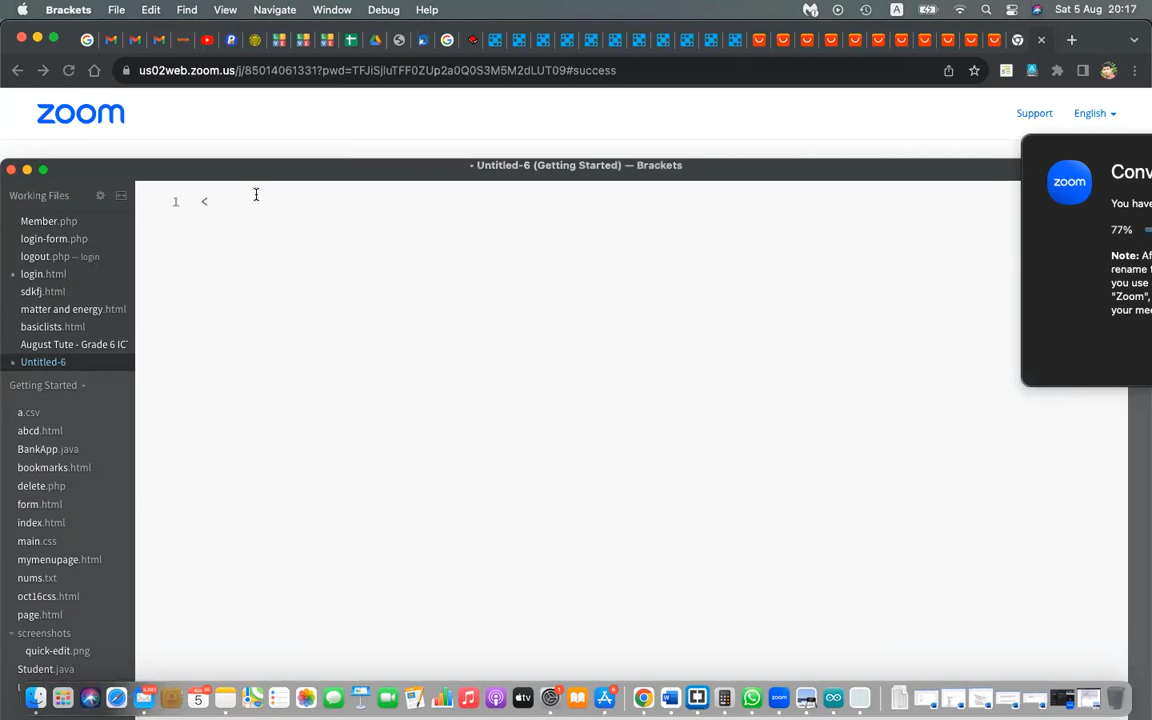 Brackets File Edit Find View Navigate Window Debug Help A Sat 5 Aug 20:17
us02web.zoom.us/j/85014061331?pwd=TFJiSjluTFF0ZUp2a0Q0S3M5M2dLUT09#success
zoom Support English
• Untitled-6 (Getting Started) — Brackets
zoom
Conv
You have
77%
Note: Af
rename t
you use a
"Zoom",
your mee
Working Files
1 <
Member.php
login-form.php
logout.php — login
login.html
sdkfj.html
matter and energy.html
basiclists.html
August Tute - Grade 6 IC
Untitled-6
Getting Started
a.csv
abcd.html
BankApp.java
bookmarks.html
delete.php
form.html
index.html
main.css
mymenupage.html
nums.txt
oct16css.html
page.html
screenshots
quick-edit.png
Student.java
AUG
5
tv
zoom